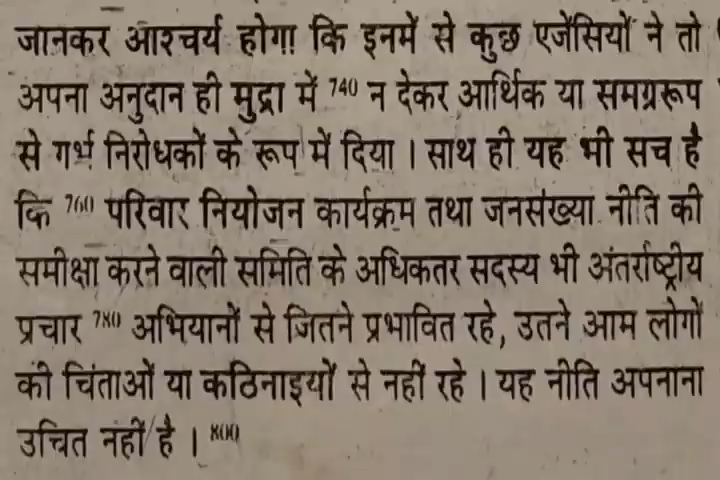 जानकर आश्चर्य होगा कि इनमें से कुछ एजेंसियों ने तो
अपना अनुदान ही मुद्रा में 740 न देकर आर्थिक या समग्ररूप
से गर्भ निरोधकों के रूप में दिया । साथ ही यह भी सच है
कि 760 परिवार नियोजन कार्यक्रम तथा जनसंख्या नीति की
समीक्षा करने वाली समिति के अधिकतर सदस्य भी अंतर्राष्ट्रीय
प्रचार 780 अभियानों से जितने प्रभावित रहे, उतने आम लोगों
की चिंताओं या कठिनाइयों से नहीं रहे । यह नीति अपनाना
उचित नहीं है । 800